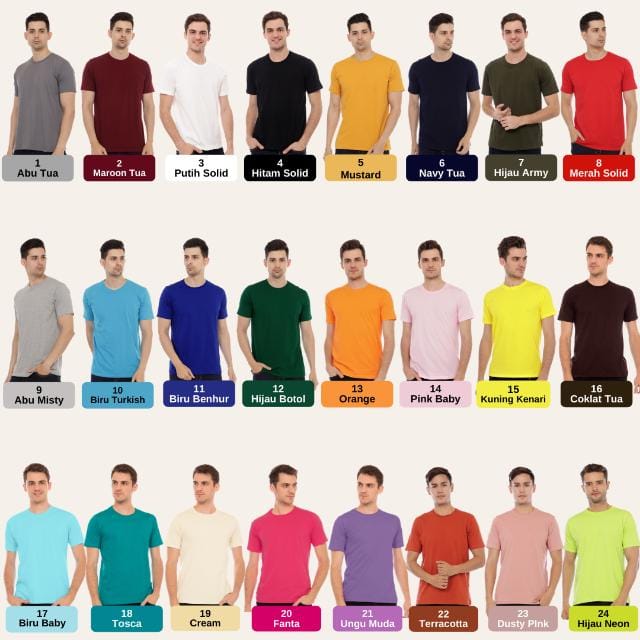 1
Abu Tua
2
Maroon Tua
3
Putih Solid
4
Hitam Solid
5
Mustard
6
Navy Tua
7
Hijau Army
8
Merah Solid
9
Abu Misty
10
Biru Turkish
11
Biru Benhur
12
Hijau Botol
13
Orange
14
Pink Baby
15
Kuning Kenari
16
Coklat Tua
17
Biru Baby
18
Tosca
19
Cream
20
Fanta
21
Ungu Muda
22
Terracotta
23
Dusty PInk
24
Hijau Neon